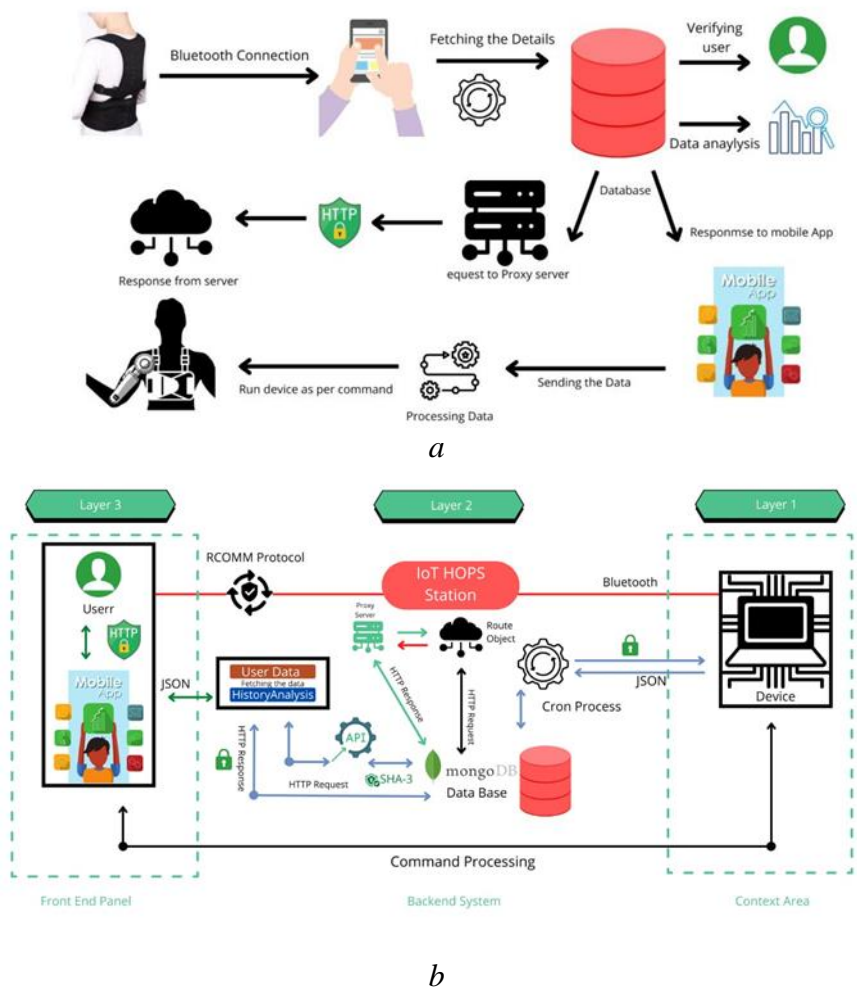 Bluetooth Connection
Fetching the Details
Verifying
user
Data anaylysis
Database
HTTP
Response from server
equest to Proxy server
Responmse to mobile App
Mobile
App
Run device as per command
Processing Data
Sending the Data
a
Layer 3
Layer 2
Layer 1
RCOMM Protocol
IoT HOPS
Station
Bluetooth
Userr
HTTP
Mobile
App
JSON
User Data
Fetching the data
HistoryAnalysis
Proxy
Server
Route
Object
HTTP Response
HTTP Request
Cron Process
JSON
Device
HTTP Response
API
HTTP Request
SHA-3
mongoDB
Data Base
Command Processing
Front End Panel
Backend System
Context Area
b